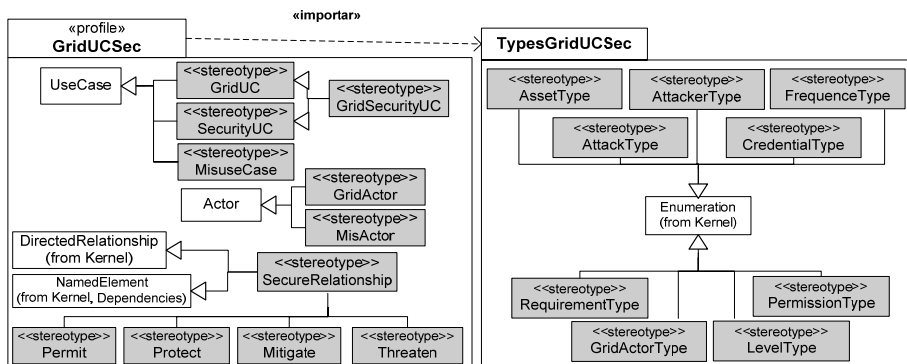 «importar»
«profile»
GridUCSec
UseCase
<<stereotype>>
GridUC
<<stereotype>>
SecurityUC
<<stereotype>>
GridSecurityUC
<<stereotype>>
MisuseCase
Actor
<<stereotype>>
GridActor
<<stereotype>>
MisActor
DirectedRelationship
(from Kernel)
NamedElement
(from Kernel, Dependencies)
<<stereotype>>
SecureRelationship
<<stereotype>>
Permit
<<stereotype>>
Protect
<<stereotype>>
Mitigate
<<stereotype>>
Threaten
TypesGridUCSec
<<stereotype>>
AssetType
<<stereotype>>
AttackerType
<<stereotype>>
FrequenceType
<<stereotype>>
AttackType
<<stereotype>>
CredentialType
Enumeration
(from Kernel)
<<stereotype>>
RequirementType
<<stereotype>>
PermissionType
<<stereotype>>
GridActorType
<<stereotype>>
LevelType